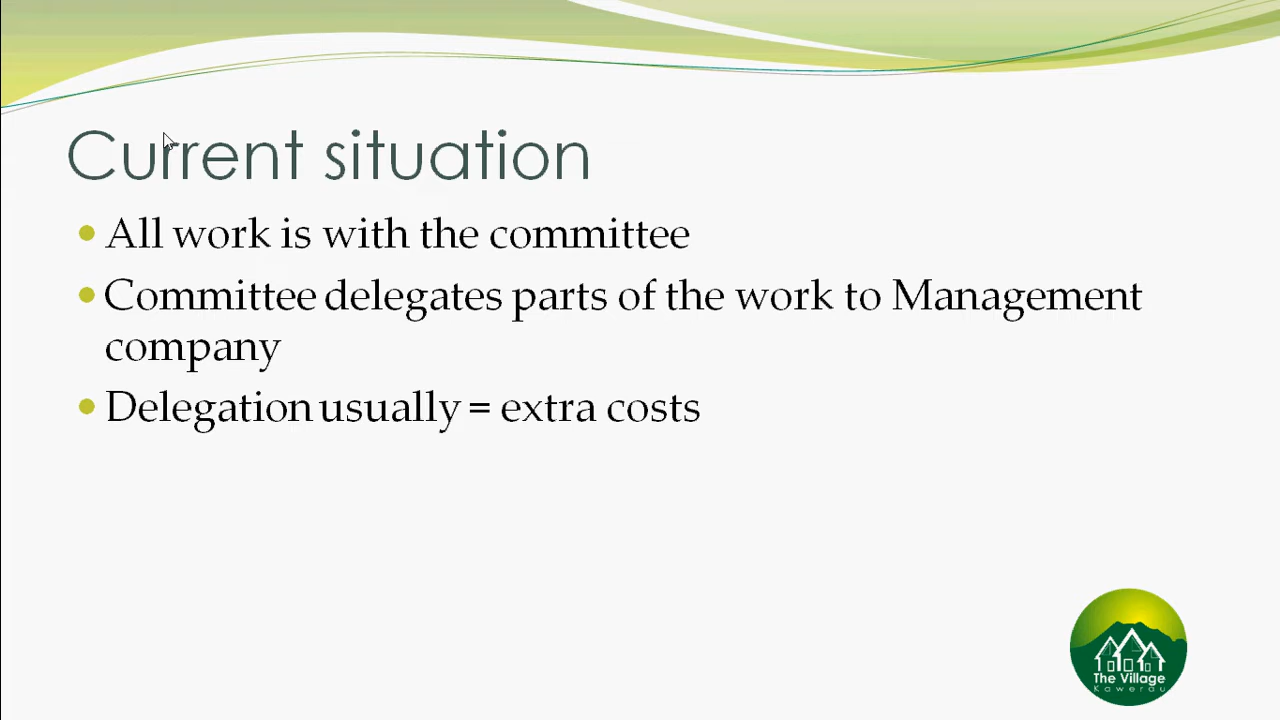 Current situation
All work is with the committee
Committee delegates parts of the work to Management
company
Delegation usually = extra costs
The Village
Kawerau